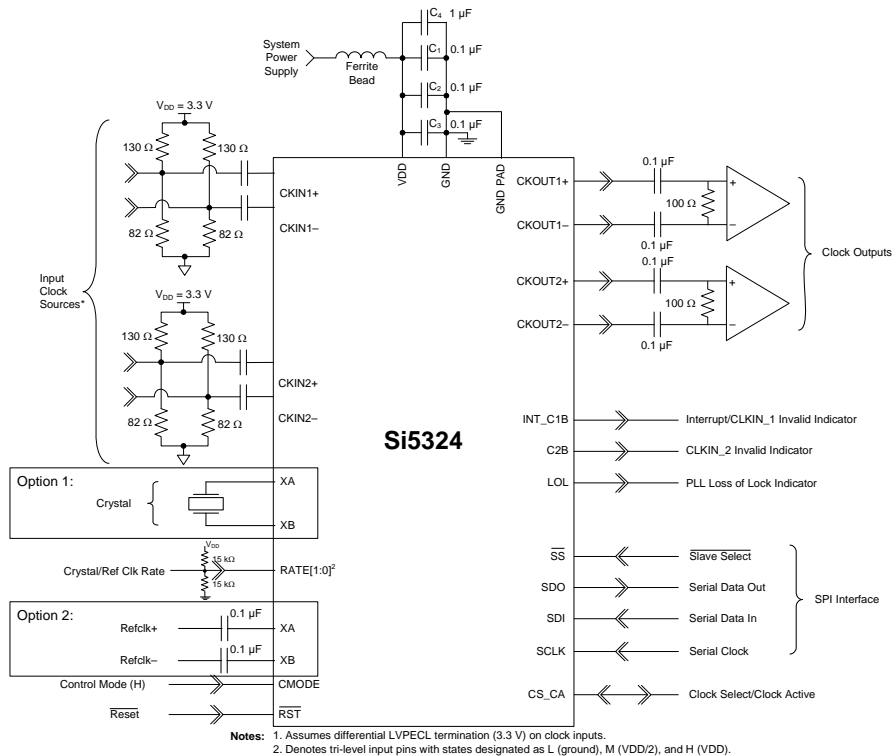 C4 1 µF
System
Power
Supply
Ferrite
Bead
C1 0.1 µF
C2 0.1 µF
C3 0.1 µF
VDD = 3.3 V
130 Ω 130 Ω
82 Ω 82 Ω
CKIN1+
CKIN1–
VDD
GND
GND PAD
Input
Clock
Sources*
VDD = 3.3 V
130 Ω 130 Ω
82 Ω 82 Ω
CKIN2+
CKIN2–
Si5324
CKOUT1+
0.1 µF
100 Ω
+
–
CKOUT1–
0.1 µF
CKOUT2+
0.1 µF
100 Ω
+
–
CKOUT2–
0.1 µF
Clock Outputs
INT_C1B Interrupt/CLKIN_1 Invalid Indicator
C2B CLKIN_2 Invalid Indicator
LOL PLL Loss of Lock Indicator
Option 1:
Crystal
XA
XB
VDD
15 kΩ
Crystal/Ref Clk Rate
RATE[1:0]2
15 kΩ
Option 2:
Refclk+ 0.1 µF XA
Refclk– 0.1 µF XB
Control Mode (H) CMODE
Reset RST
SS Slave Select
SDO Serial Data Out
SDI Serial Data In
SCLK Serial Clock
SPI Interface
CS_CA Clock Select/Clock Active
Notes: 1. Assumes differential LVPECL termination (3.3 V) on clock inputs.
2. Denotes tri-level input pins with states designated as L (ground), M (VDD/2), and H (VDD).